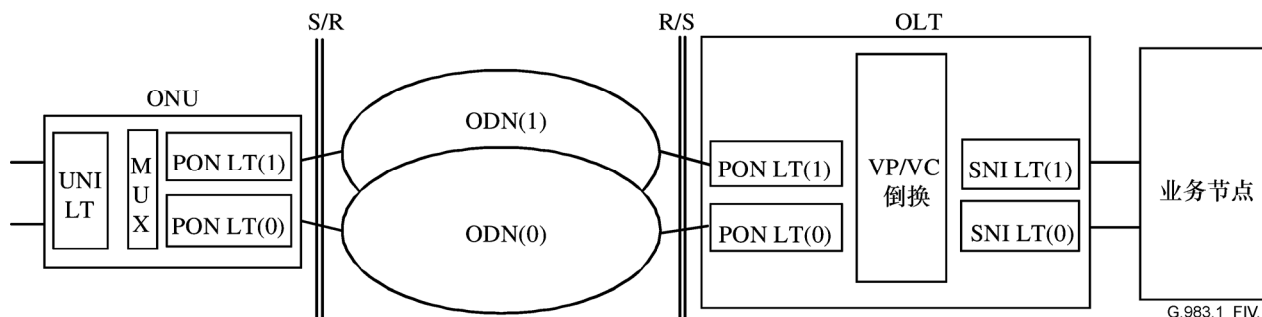 S/R
R/S
OLT
ONU
UNI
LT
M
U
X
PON LT(1)
PON LT(0)
ODN(1)
ODN(0)
PON LT(1)
PON LT(0)
VP/VC
倒换
SNI LT(1)
SNI LT(0)
业务节点
G.983.1_FIV.